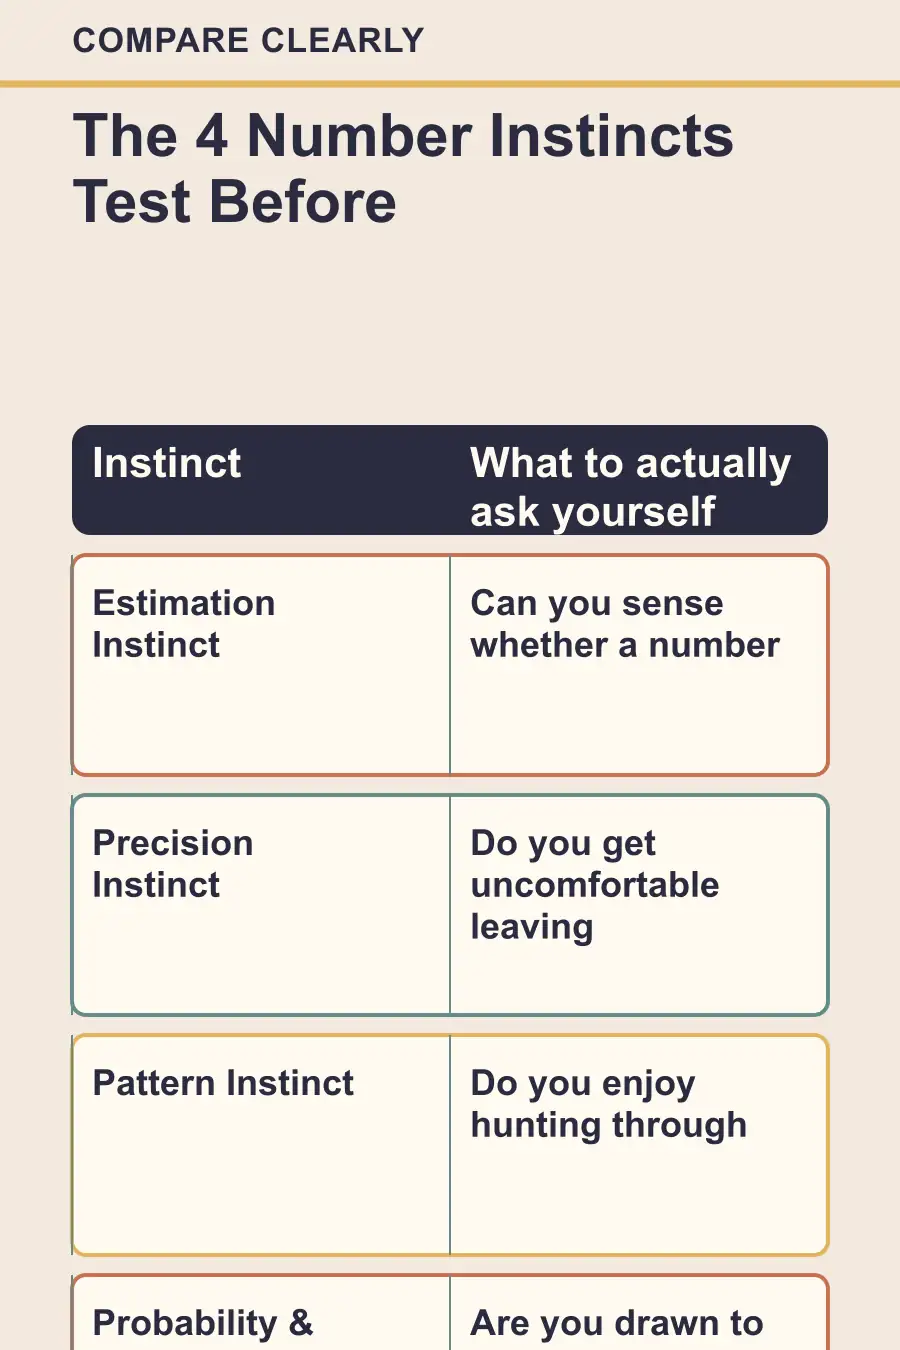 COMPARE CLEARLY
The 4 Number Instincts
Test Before
Instinct
What to actually
ask yourself
Estimation
Instinct
Can you sense
whether a number
Precision
Instinct
Do you get
uncomfortable
leaving
Pattern Instinct
Do you enjoy
hunting through
Probability &
Are you drawn to